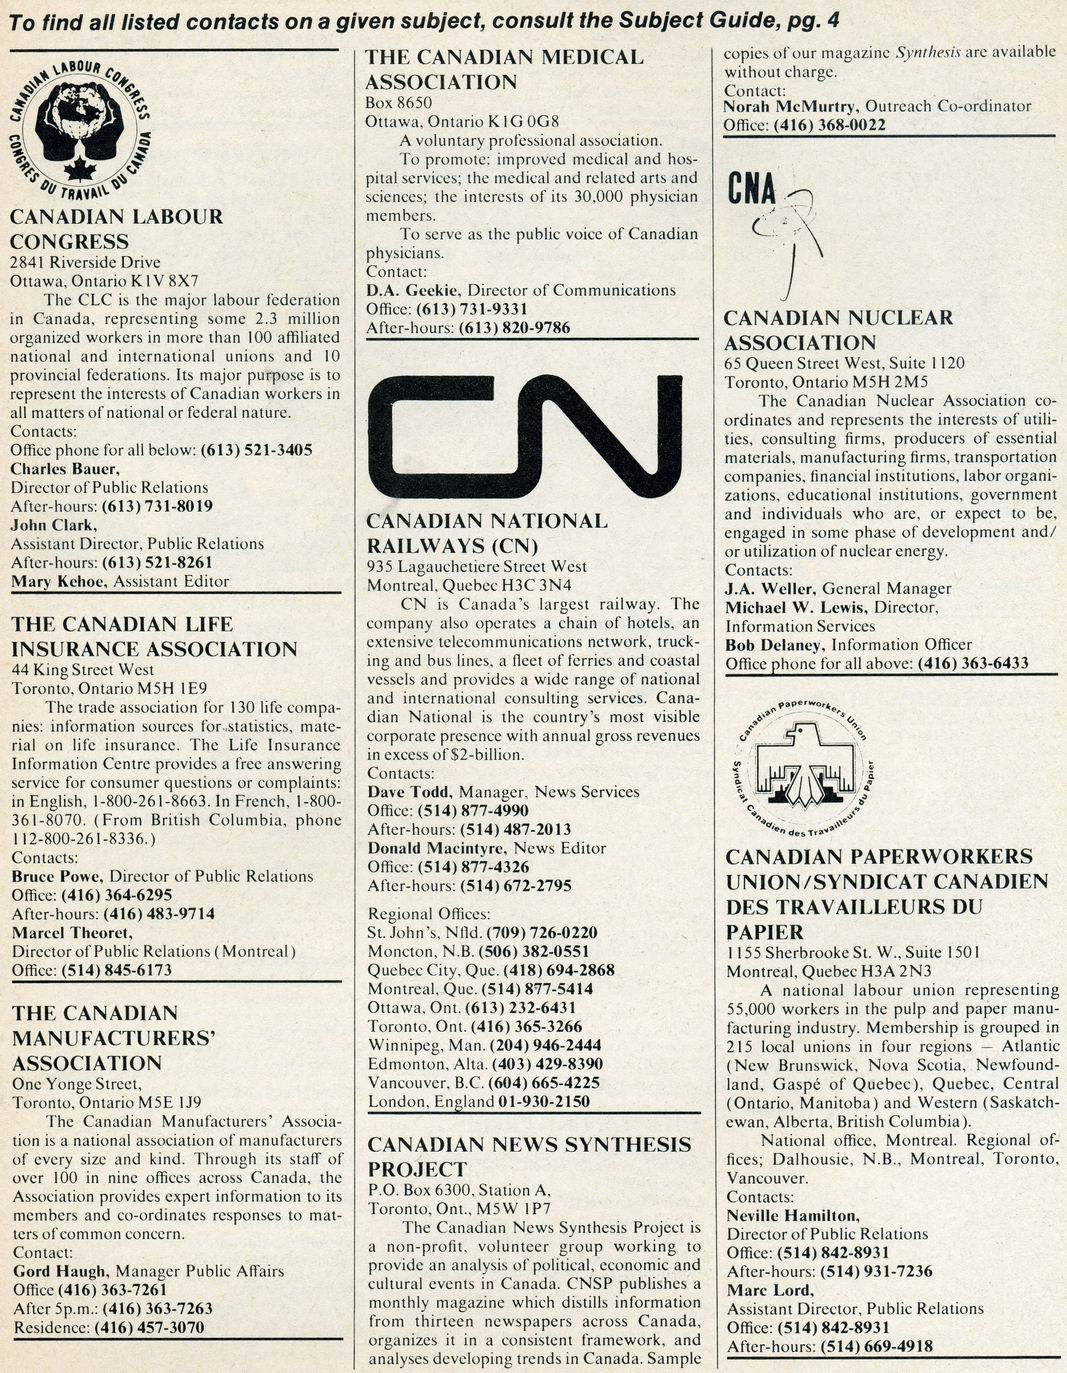 To find all listed contacts on a given subject, consult the Subject Guide, pg. 4
CANADIAN LABOUR CONGRESS
CONGRÈS DU TRAVAIL DU CANADA
CANADIAN LABOUR
CONGRESS
2841 Riverside Drive
Ottawa, Ontario K1V 8X7
The CLC is the major labour federation
in Canada, representing some 2.3 million
organized workers in more than 100 affiliated
national and international unions and 10
provincial federations. Its major purpose is to
represent the interests of Canadian workers in
all matters of national or federal nature.
Contacts:
Office phone for all below: (613) 521-3405
Charles Bauer,
Director of Public Relations
After-hours: (613) 731-8019
John Clark,
Assistant Director, Public Relations
After-hours: (613) 521-8261
Mary Kehoe, Assistant Editor
THE CANADIAN LIFE
INSURANCE ASSOCIATION
44 King Street West
Toronto, Ontario M5H 1E9
The trade association for 130 life compa-
nies: information sources for statistics, mate-
rial on life insurance. The Life Insurance
Information Centre provides a free answering
service for consumer questions or complaints:
in English, 1-800-261-8663. In French, 1-800-
361-8070. (From British Columbia, phone
112-800-261-8336.)
Contacts:
Bruce Powe, Director of Public Relations
Office: (416) 364-6295
After-hours: (416) 483-9714
Marcel Theoret,
Director of Public Relations (Montreal)
Office: (514) 845-6173
THE CANADIAN
MANUFACTURERS'
ASSOCIATION
One Yonge Street,
Toronto, Ontario M5E 1J9
The Canadian Manufacturers' Associa-
tion is a national association of manufacturers
of every size and kind. Through its staff of
over 100 in nine offices across Canada, the
Association provides expert information to its
members and co-ordinates responses to mat-
ters of common concern.
Contact:
Gord Haugh, Manager Public Affairs
Office (416) 363-7261
After 5p.m.: (416) 363-7263
Residence: (416) 457-3070
THE CANADIAN MEDICAL
ASSOCIATION
Box 8650
Ottawa, Ontario K1G 0G8
A voluntary professional association.
To promote: improved medical and hos-
pital services; the medical and related arts and
sciences; the interests of its 30,000 physician
members.
To serve as the public voice of Canadian
physicians.
Contact:
D.A. Geekie, Director of Communications
Office: (613) 731-9331
After-hours: (613) 820-9786
CN
CANADIAN NATIONAL
RAILWAYS (CN)
935 Lagauchetiere Street West
Montreal, Quebec H3C 3N4
CN is Canada's largest railway. The
company also operates a chain of hotels, an
extensive telecommunications network, truck-
ing and bus lines, a fleet of ferries and coastal
vessels and provides a wide range of national
and international consulting services. Cana-
dian National is the country's most visible
corporate presence with annual gross revenues
in excess of $2-billion.
Contacts:
Dave Todd, Manager, News Services
Office: (514) 877-4990
After-hours: (514) 487-2013
Donald Macintyre, News Editor
Office: (514) 877-4326
After-hours: (514) 672-2795
Regional Offices:
St. John's, Nfld. (709) 726-0220
Moncton, N.B. (506) 382-0551
Quebec City, Que. (418) 694-2868
Montreal, Que. (514) 877-5414
Ottawa, Ont. (613) 232-6431
Toronto, Ont. (416) 365-3266
Winnipeg, Man. (204) 946-2444
Edmonton, Alta. (403) 429-8390
Vancouver, B.C. (604) 665-4225
London, England 01-930-2150
CANADIAN NEWS SYNTHESIS
PROJECT
P.O. Box 6300, Station A,
Toronto, Ont., M5W 1P7
The Canadian News Synthesis Project is
a non-profit, volunteer group working to
provide an analysis of political, economic and
cultural events in Canada. CNSP publishes a
monthly magazine which distills information
from thirteen newspapers across Canada,
organizes it in a consistent framework, and
analyses developing trends in Canada. Sample
copies of our magazine Synthesis are available
without charge.
Contact:
Norah McMurtry, Outreach Co-ordinator
Office: (416) 368-0022
CNA
CANADIAN NUCLEAR
ASSOCIATION
65 Queen Street West, Suite 1120
Toronto, Ontario M5H 2M5
The Canadian Nuclear Association co-
ordinates and represents the interests of utili-
ties, consulting firms, producers of essential
materials, manufacturing firms, transportation
companies, financial institutions, labor organi-
zations, educational institutions, government
and individuals who are, or expect to be,
engaged in some phase of development and/
or utilization of nuclear energy.
Contacts:
J.A. Weller, General Manager
Michael W. Lewis, Director,
Information Services
Bob Delaney, Information Officer
Office phone for all above: (416) 363-6433
Canadian Paperworkers Union
Syndicat Canadien des Travailleurs du Papier
CANADIAN PAPERWORKERS
UNION/SYNDICAT CANADIEN
DES TRAVAILLEURS DU
PAPIER
1155 Sherbrooke St. W., Suite 1501
Montreal, Quebec H3A 2N3
A national labour union representing
55,000 workers in the pulp and paper manu-
facturing industry. Membership is grouped in
215 local unions in four regions — Atlantic
(New Brunswick, Nova Scotia, Newfound-
land, Gaspé of Quebec), Quebec, Central
(Ontario, Manitoba) and Western (Saskatch-
ewan, Alberta, British Columbia).
National office, Montreal. Regional of-
fices; Dalhousie, N.B., Montreal, Toronto,
Vancouver.
Contacts:
Neville Hamilton,
Director of Public Relations
Office: (514) 842-8931
After-hours: (514) 931-7236
Marc Lord,
Assistant Director, Public Relations
Office: (514) 842-8931
After-hours: (514) 669-4918